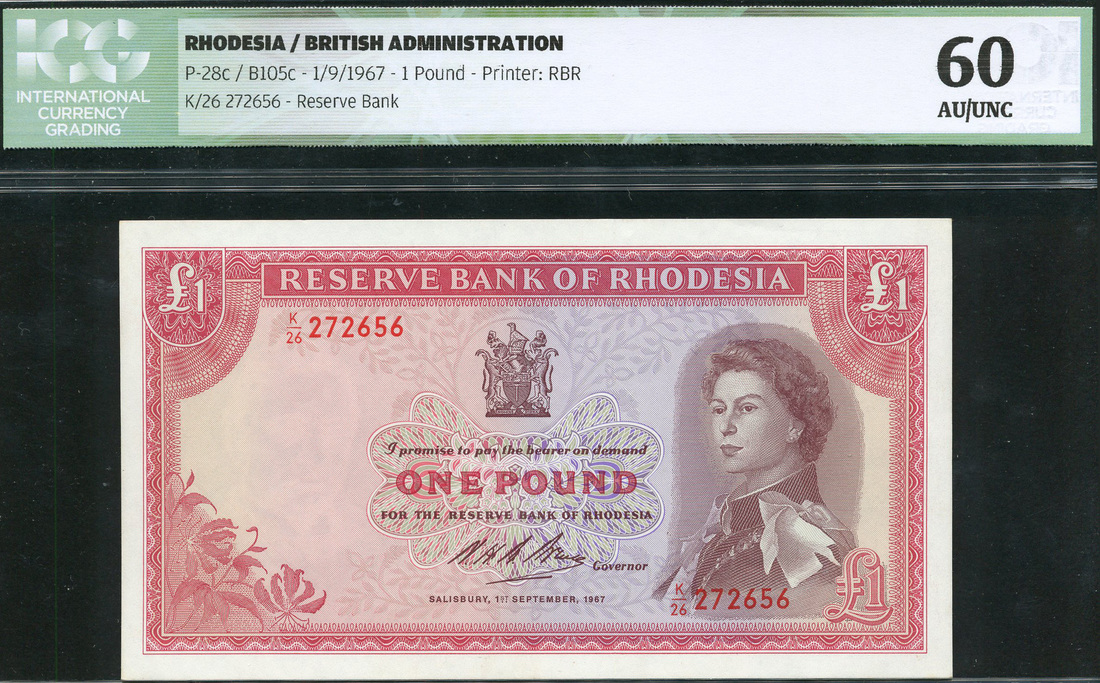 ICG
INTERNATIONAL
CURRENCY
GRADING
RHODESIA / BRITISH ADMINISTRATION
P-28c / B105c - 1/9/1967 - 1 Pound - Printer: RBR
K/26 272656 - Reserve Bank
60
AU/UNC
£1
RESERVE BANK OF RHODESIA
£1
K/26 272656
I promise to pay the bearer on demand
ONE POUND
FOR THE RESERVE BANK OF RHODESIA
Governor
SALISBURY, 1ST SEPTEMBER, 1967
K/26 272656
£1